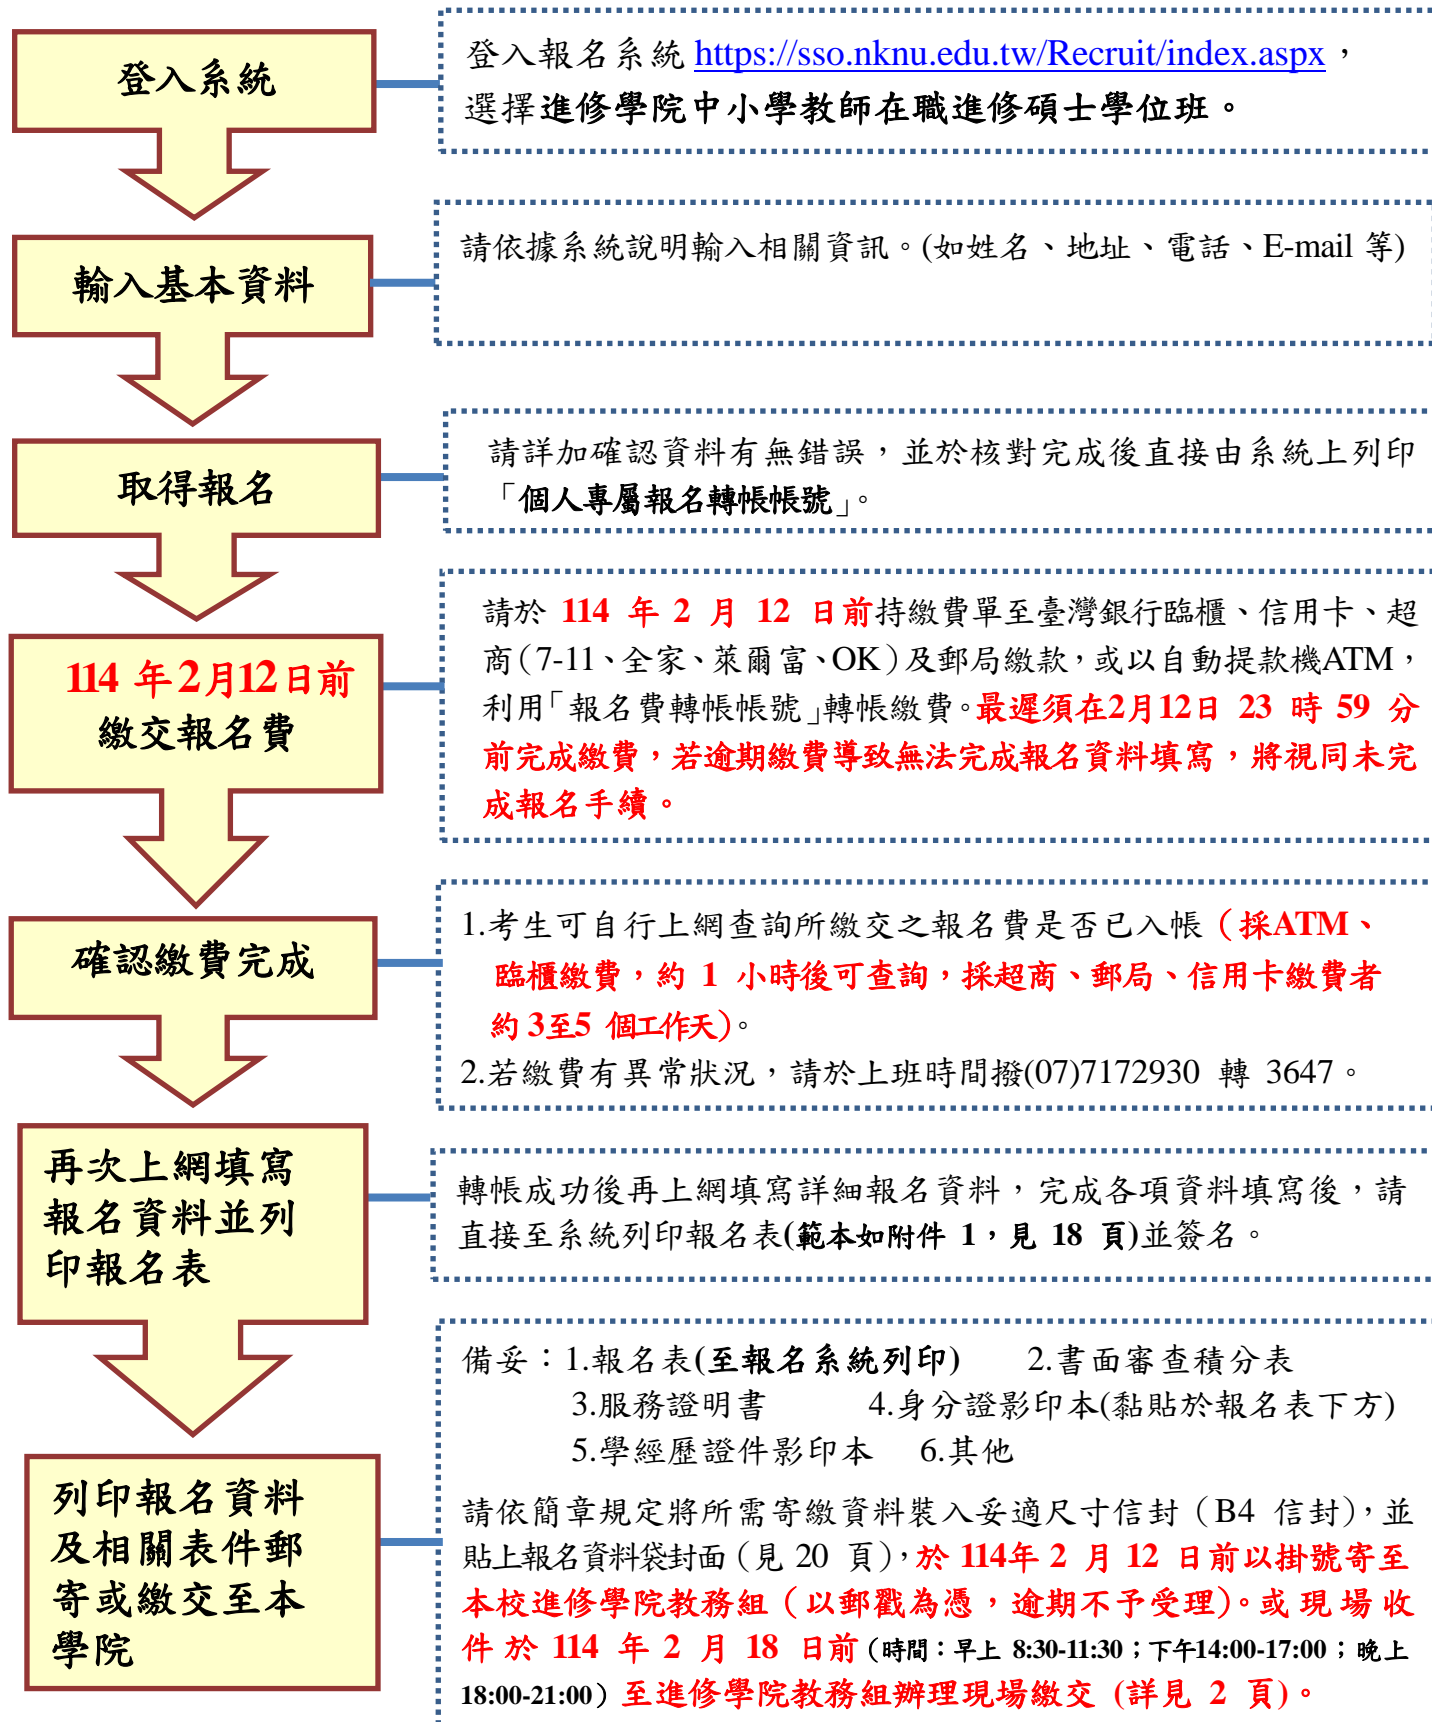 登入系統
登入報名系統 https://sso.nknu.edu.tw/Recruit/index.aspx，
選擇進修學院中小學教師在職進修碩士學位班。
輸入基本資料
請依據系統說明輸入相關資訊。(如姓名、地址、電話、E-mail 等)
取得報名
請詳加確認資料有無錯誤，並於核對完成後直接由系統上列印
「個人專屬報名轉帳帳號」。
114 年2月12日前
繳交報名費
請於 114 年 2 月 12 日前持繳費單至臺灣銀行臨櫃、信用卡、超
商（7-11、全家、萊爾富、OK）及郵局繳款，或以自動提款機ATM，
利用「報名費轉帳帳號」轉帳繳費。最遲須在2月12日 23 時 59 分
前完成繳費，若逾期繳費導致無法完成報名資料填寫，將視同未完
成報名手續。
確認繳費完成
1.考生可自行上網查詢所繳交之報名費是否已入帳（採ATM、
臨櫃繳費，約 1 小時後可查詢，採超商、郵局、信用卡繳費者
約 3至5 個工作天）。
2.若繳費有異常狀況，請於上班時間撥(07)7172930 轉 3647。
再次上網填寫
報名資料並列
印報名表
轉帳成功後再上網填寫詳細報名資料，完成各項資料填寫後，請
直接至系統列印報名表(範本如附件 1，見 18 頁)並簽名。
列印報名資料
及相關表件郵
寄或繳交至本
學院
備妥：1.報名表(至報名系統列印) 2.書面審查積分表
3.服務證明書 4.身分證影印本(黏貼於報名表下方)
5.學經歷證件影印本 6.其他
請依簡章規定將所需寄繳資料裝入妥適尺寸信封（B4 信封），並
貼上報名資料袋封面（見 20 頁），於 114年 2 月 12 日前以掛號寄至
本校進修學院教務組（以郵戳為憑，逾期不予受理）。或 現 場 收
件 於 114 年 2 月 18 日前（時間：早上 8:30-11:30；下午14:00-17:00；晚上
18:00-21:00）至進修學院教務組辦理現場繳交 (詳見 2 頁)。